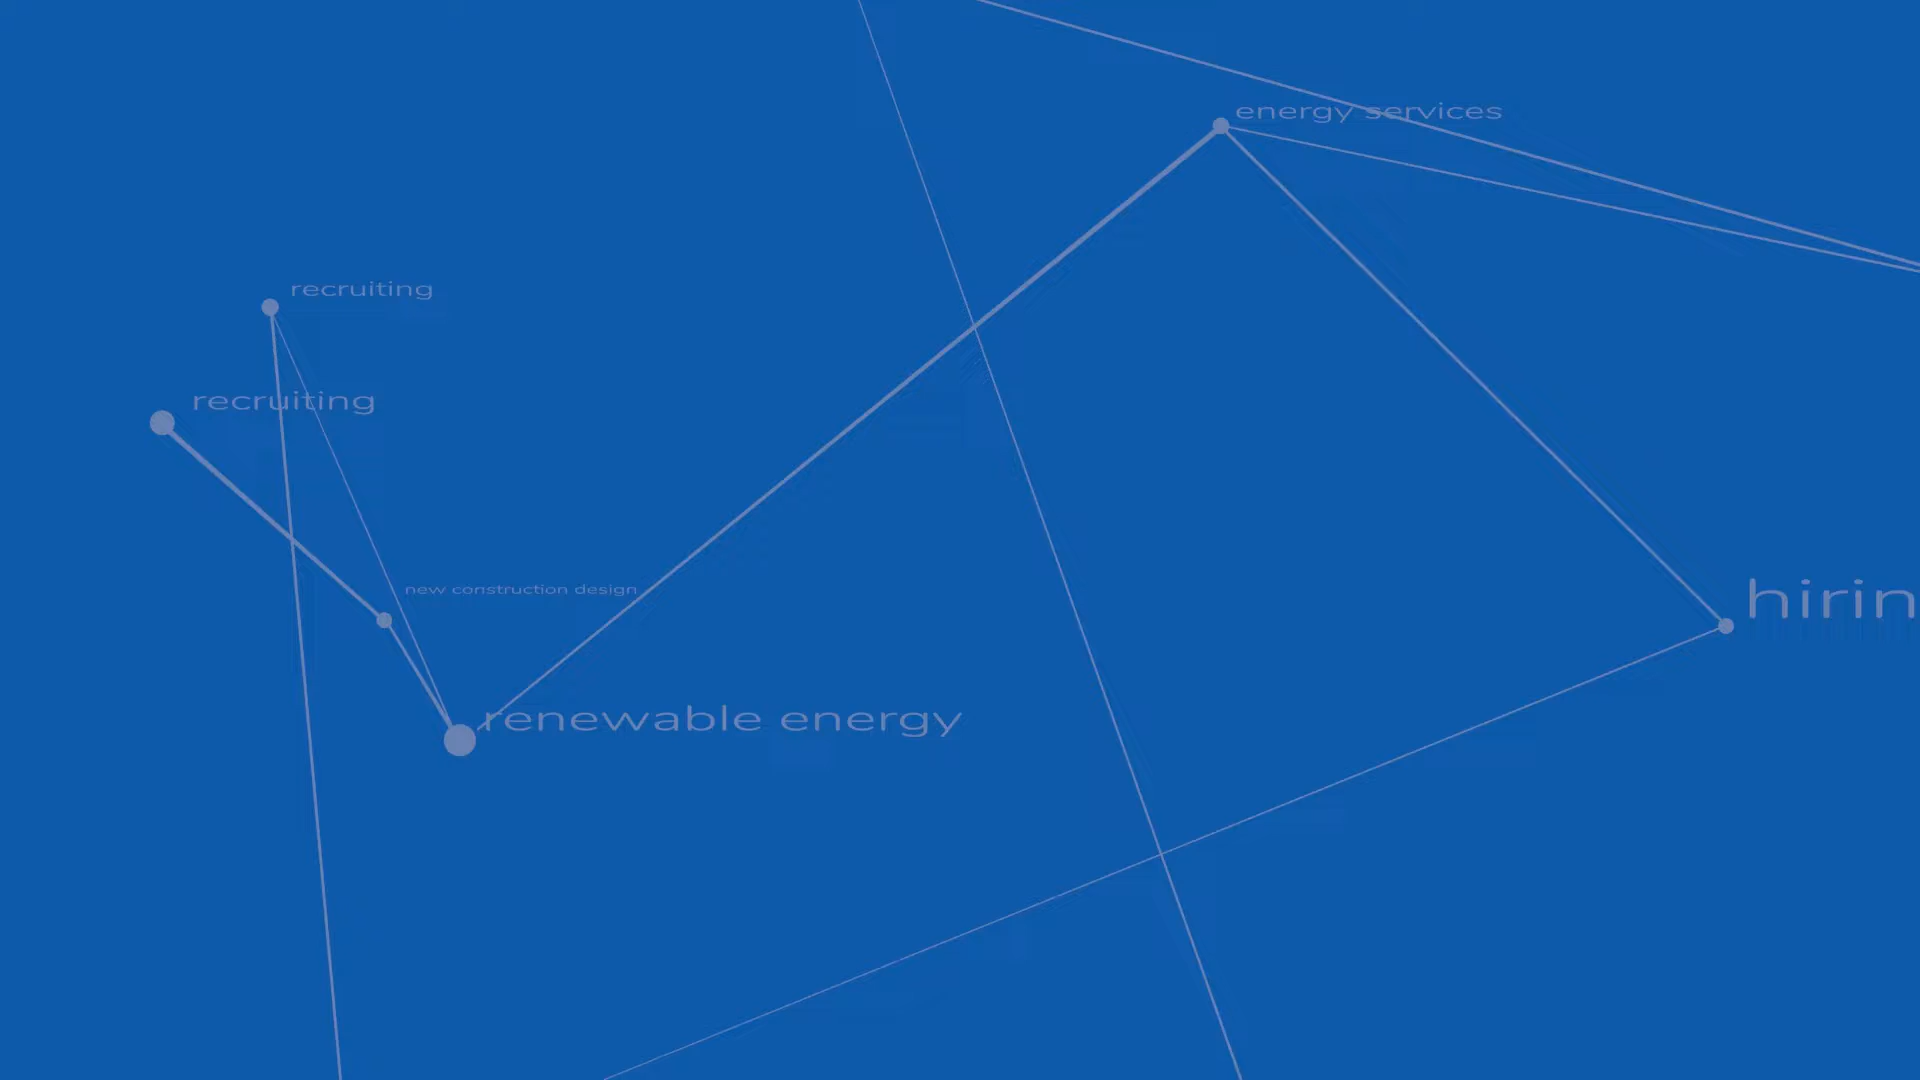 energy services
recruiting
recruiting
new construction design
hirin
renewable energy